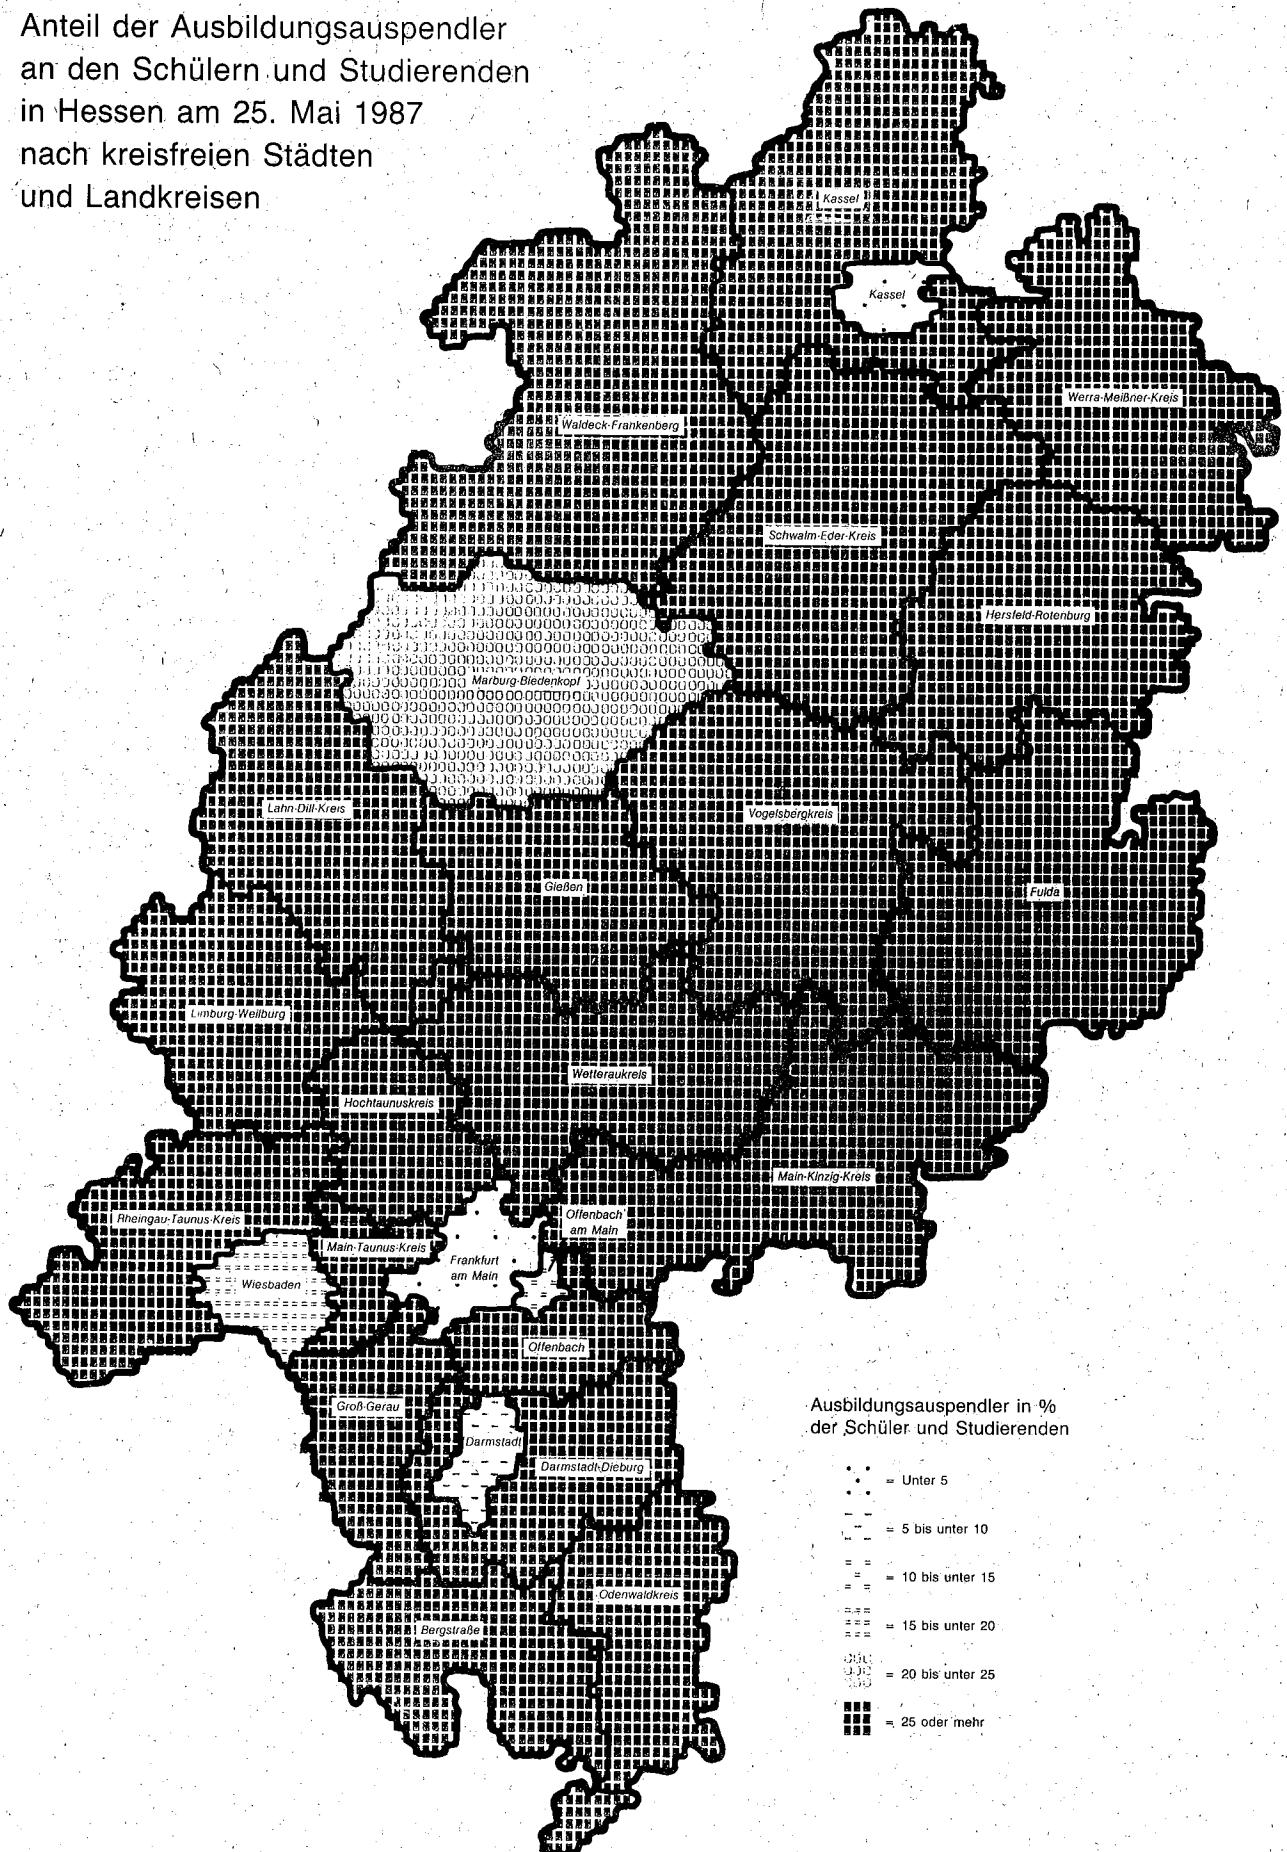 Anteil der Ausbildungsauspendler
an den Schülern und Studierenden
in Hessen am 25. Mai 1987
nach kreisfreien Städten
und Landkreisen
Kassel
Kassel
Werra-Meißner-Kreis
Waldeck-Frankenberg
Schwalm-Eder-Kreis
Hersfeld-Rotenburg
Marburg-Biedenkopf
Lahn-Dill-Kreis
Vogelsbergkreis
Gießen
Fulda
Limburg-Weilburg
Wetteraukreis
Hochtaunuskreis
Main-Kinzig-Kreis
Rheingau-Taunus-Kreis
Offenbach
am Main
Main-Taunus-Kreis
Frankfurt
am Main
Wiesbaden
Offenbach
Groß-Gerau
Darmstadt
Darmstadt-Dieburg
Odenwaldkreis
Bergstraße
Ausbildungsauspendler in %
der Schüler und Studierenden
= Unter 5
= 5 bis unter 10
= 10 bis unter 15
= 15 bis unter 20
= 20 bis unter 25
= 25 oder mehr